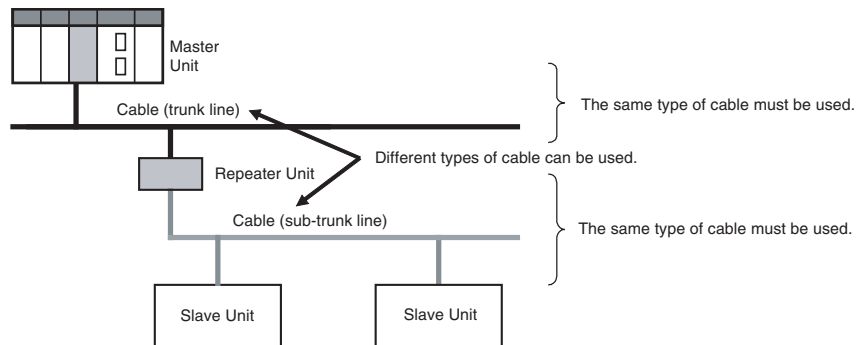 Master
Unit
Cable (trunk line)
The same type of cable must be used.
Different types of cable can be used.
Repeater Unit
Cable (sub-trunk line)
The same type of cable must be used.
Slave Unit
Slave Unit